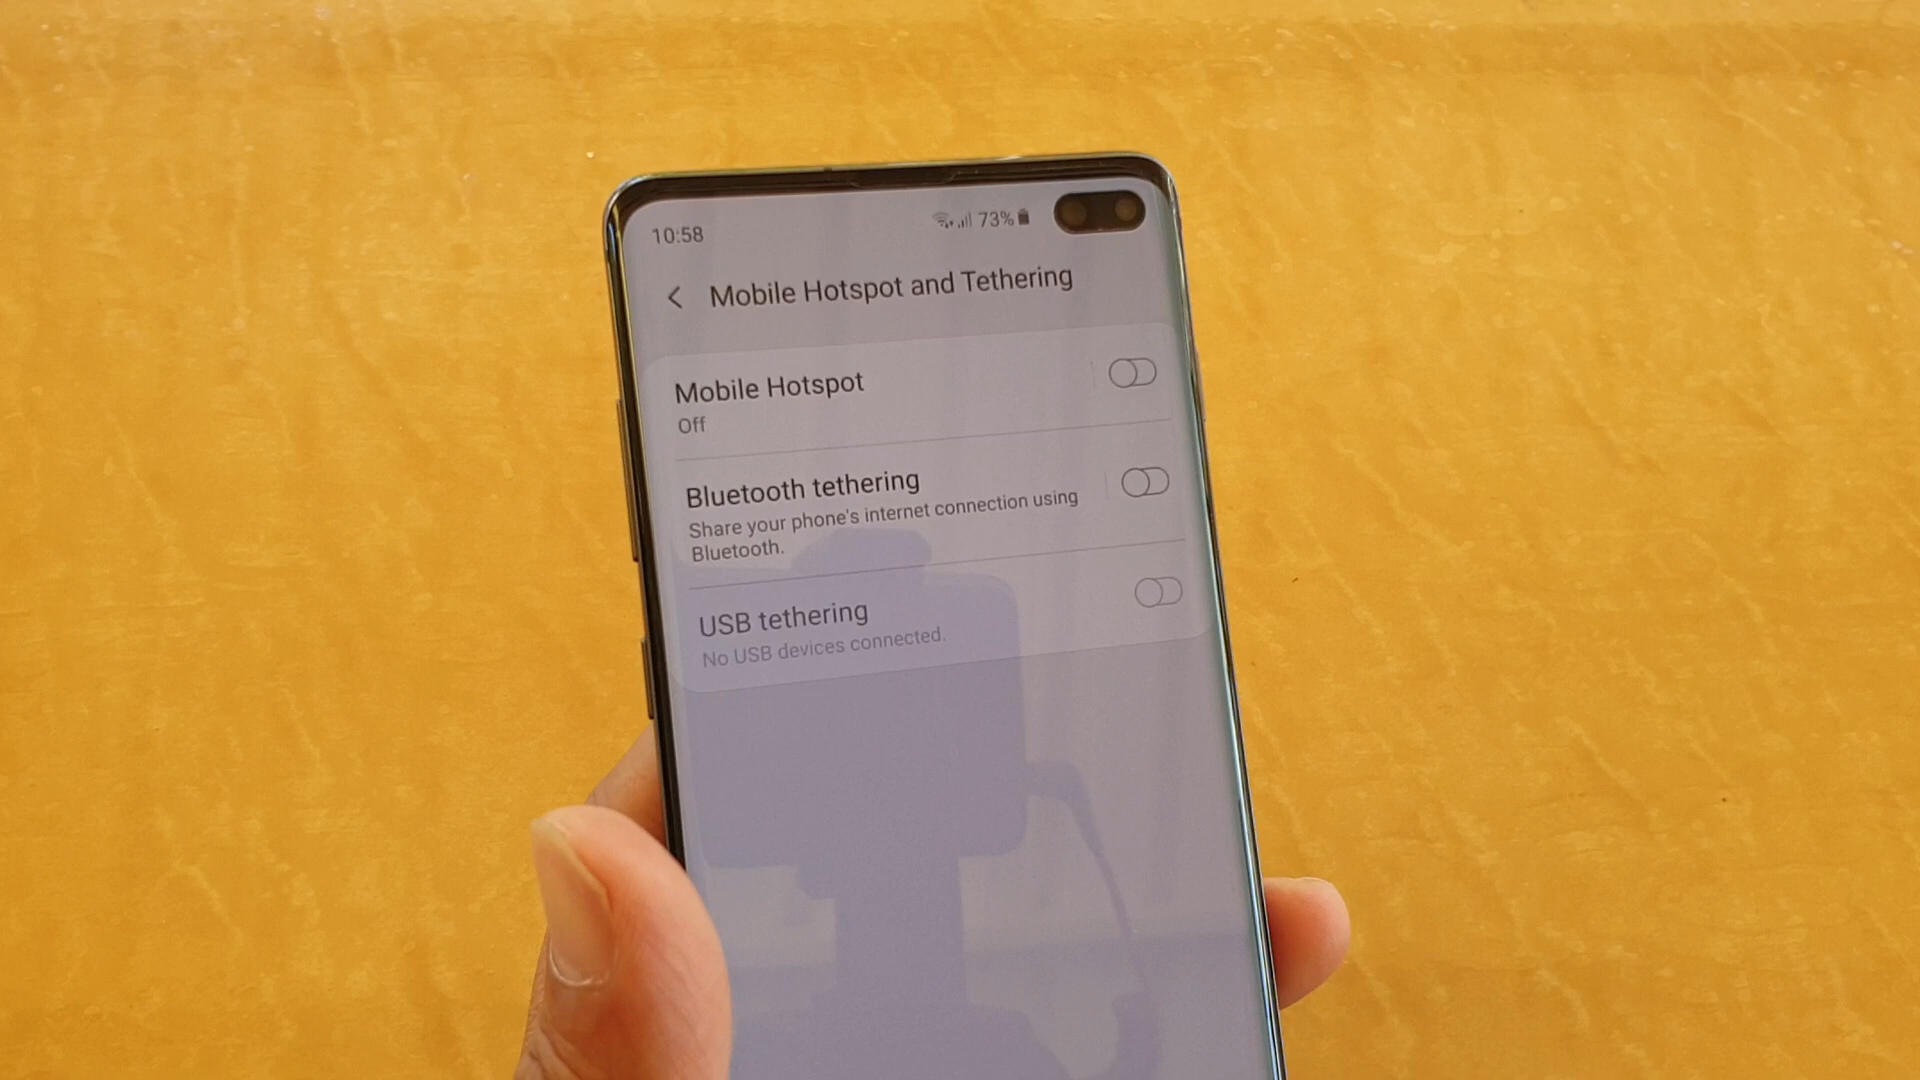 10:58
73%
Mobile Hotspot and Tethering
Mobile Hotspot
Off
Bluetooth tethering
Share your phone's internet connection using
Bluetooth.
USB tethering
No USB devices connected.